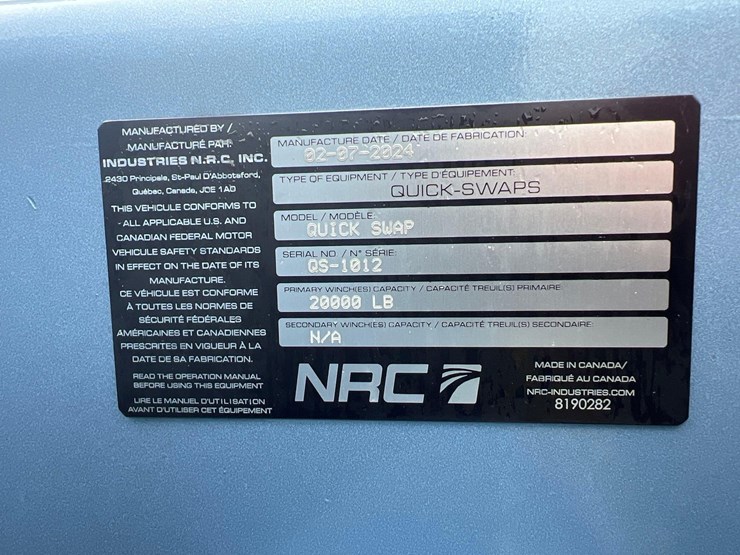 MANUFACTURED BY /
MANUFACTURÉ PAR:
INDUSTRIES N.R.C. INC.
2430 Principale, St-Paul D'Abbotsford,
Québec, Canada, J0E 1A0
THIS VEHICULE CONFORMS TO
ALL APPLICABLE U.S. AND
CANADIAN FEDERAL MOTOR
VEHICULE SAFETY STANDARDS
IN EFFECT ON THE DATE OF ITS
MANUFACTURE.
CE VÉHICULE EST CONFORME
À TOUTES LES NORMES DE
SÉCURITÉ FÉDÉRALES
AMÉRICAINES ET CANADIENNES
PRESCRITES EN VIGUEUR À LA
DATE DE SA FABRICATION.
READ THE OPERATION MANUAL
BEFORE USING THIS EQUIPMENT
LIRE LE MANUEL D'UTILISATION
AVANT D'UTILISER CET ÉQUIPEMENT
MANUFACTURE DATE / DATE DE FABRICATION:
02-07-2024
TYPE OF EQUIPMENT / TYPE D'ÉQUIPEMENT:
QUICK-SWAPS
MODEL / MODÈLE:
QUICK SWAP
SERIAL NO. / N° SÉRIE:
QS-1012
PRIMARY WINCH(ES) CAPACITY / CAPACITÉ TREUIL(S) PRIMAIRE:
20000 LB
SECONDARY WINCH(ES) CAPACITY / CAPACITÉ TREUIL(S) SECONDAIRE:
N/A
NRC
MADE IN CANADA/
FABRIQUÉ AU CANADA
NRC-INDUSTRIES.COM
8190282